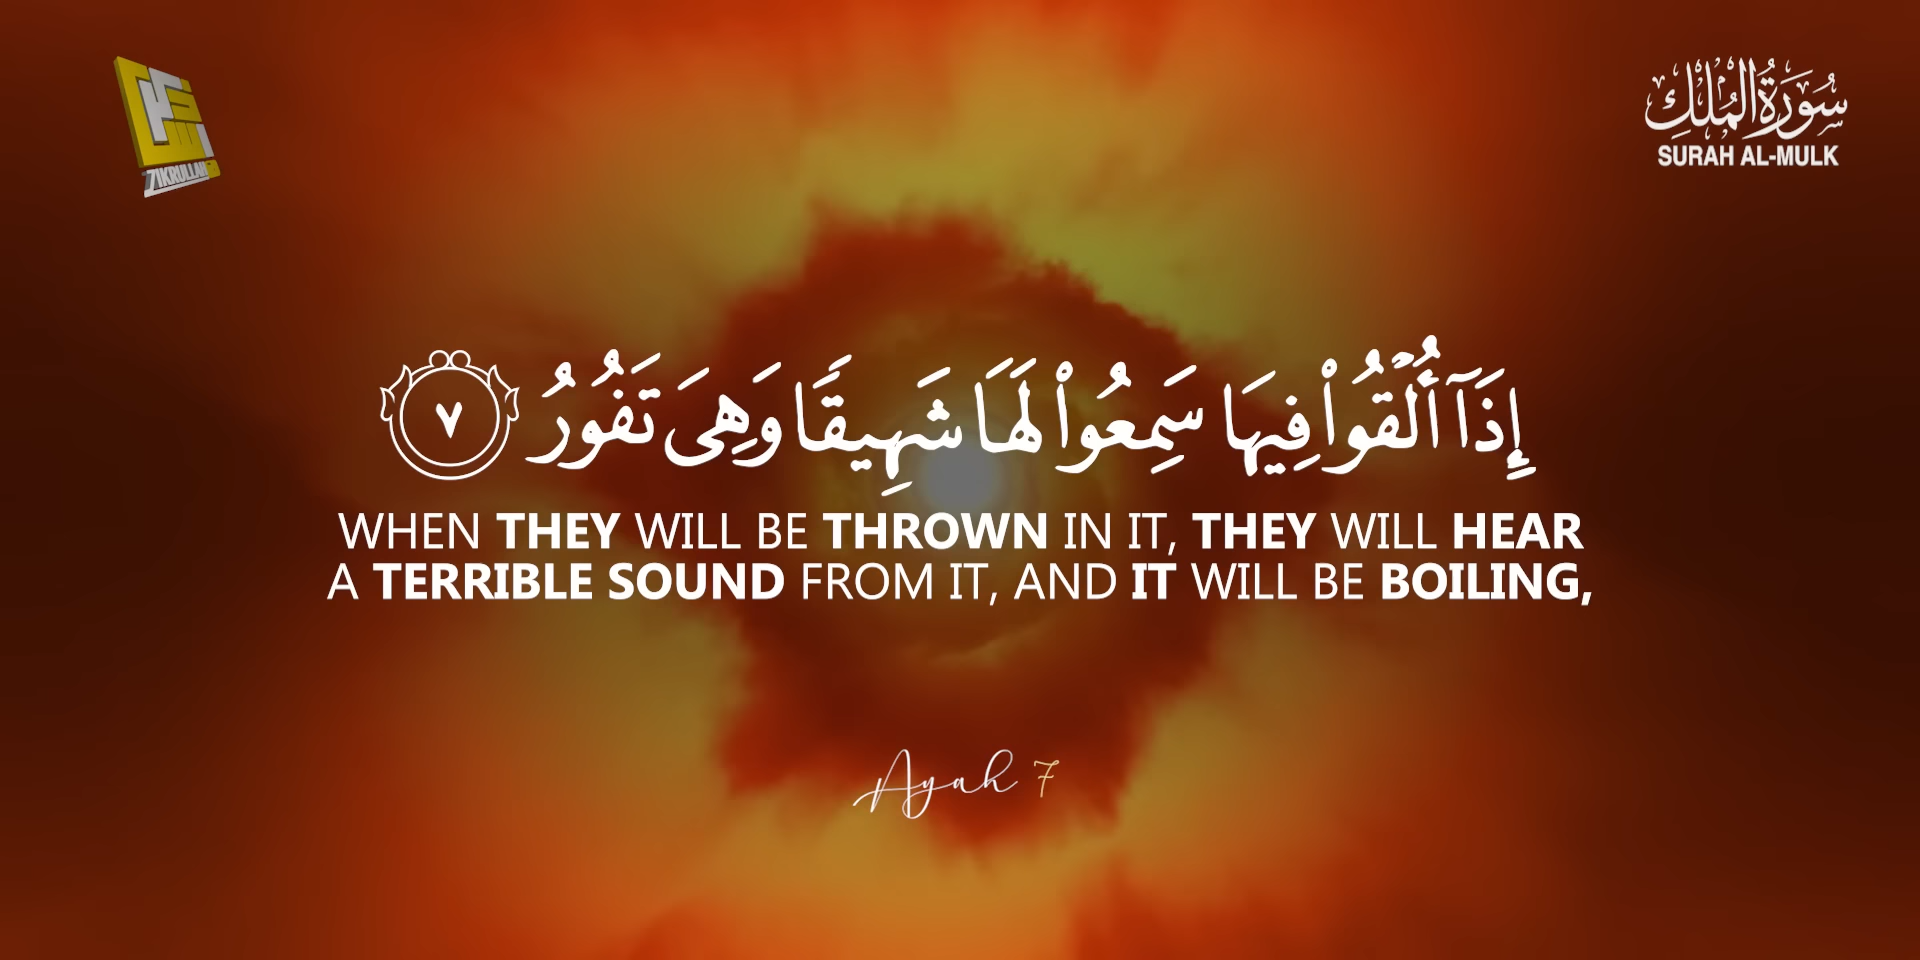 ZIKRULLAH
سُورَةُ الْمُلْكِ
SURAH AL-MULK
إِذَآ أُلْقُوا۟ فِيهَا سَمِعُوا۟ لَهَا شَهِيقًا وَهِىَ تَفُورُ ٧
WHEN THEY WILL BE THROWN IN IT, THEY WILL HEAR
A TERRIBLE SOUND FROM IT, AND IT WILL BE BOILING,
Ayah 7